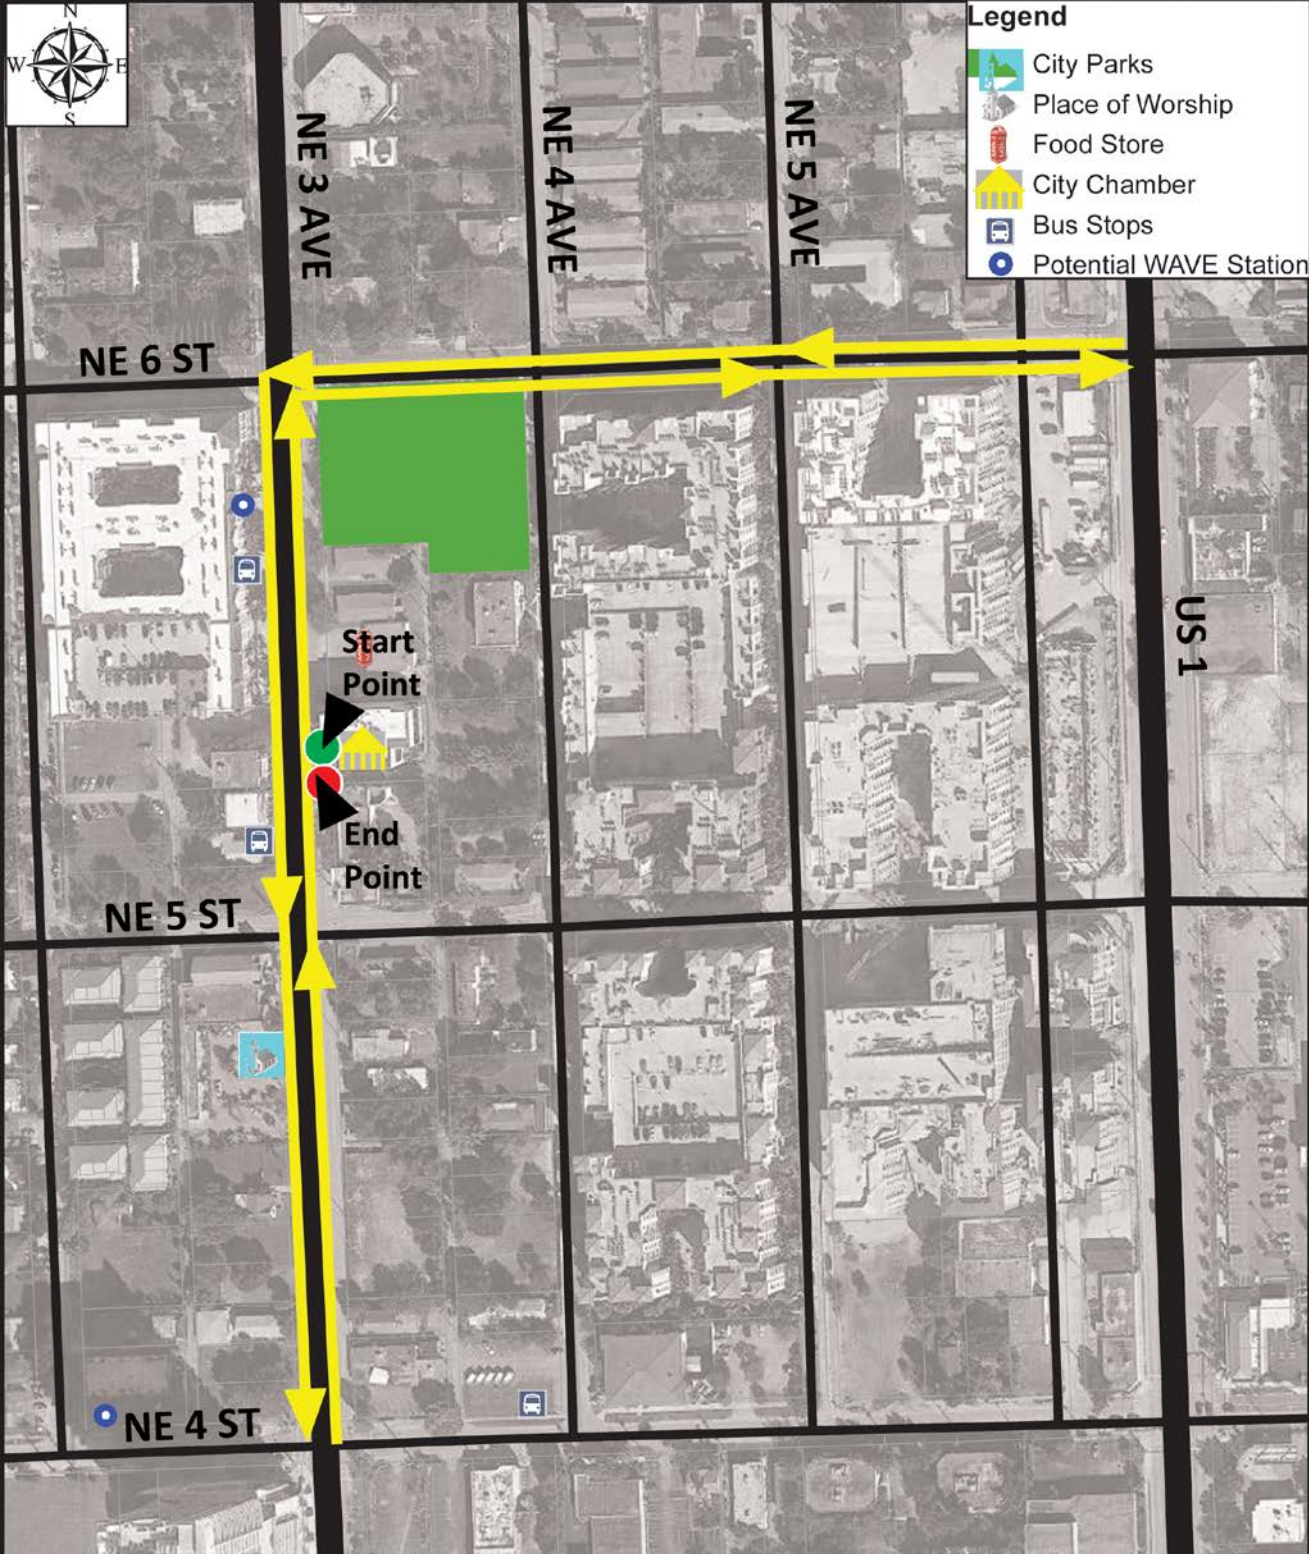 N
W E
S
Legend
City Parks
Place of Worship
Food Store
City Chamber
Bus Stops
Potential WAVE Station
NE 3 AVE
NE 4 AVE
NE 5 AVE
NE 6 ST
US 1
Start
Point
End
Point
NE 5 ST
NE 4 ST